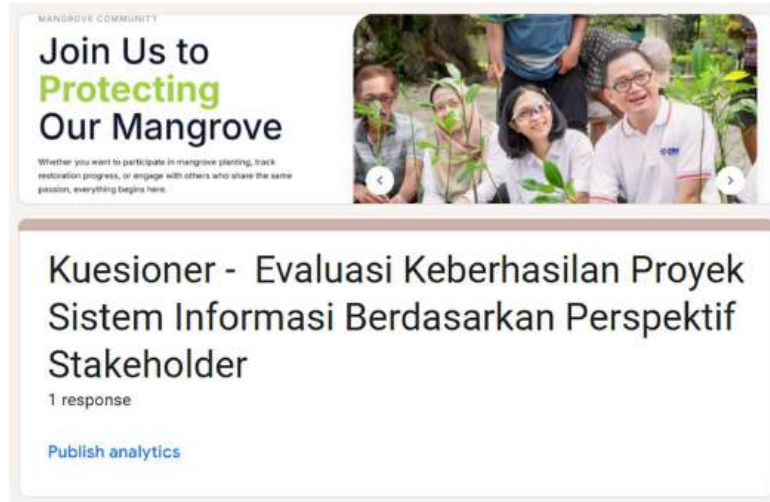 MANGROVE COMMUNITY
Join Us to
Protecting
Our Mangrove
Whether you want to participate in mangrove planting, track
restoration progress, or engage with others who share the same
passion, everything begins here.
Kuesioner -  Evaluasi Keberhasilan Proyek
Sistem Informasi Berdasarkan Perspektif
Stakeholder
1 response
Publish analytics